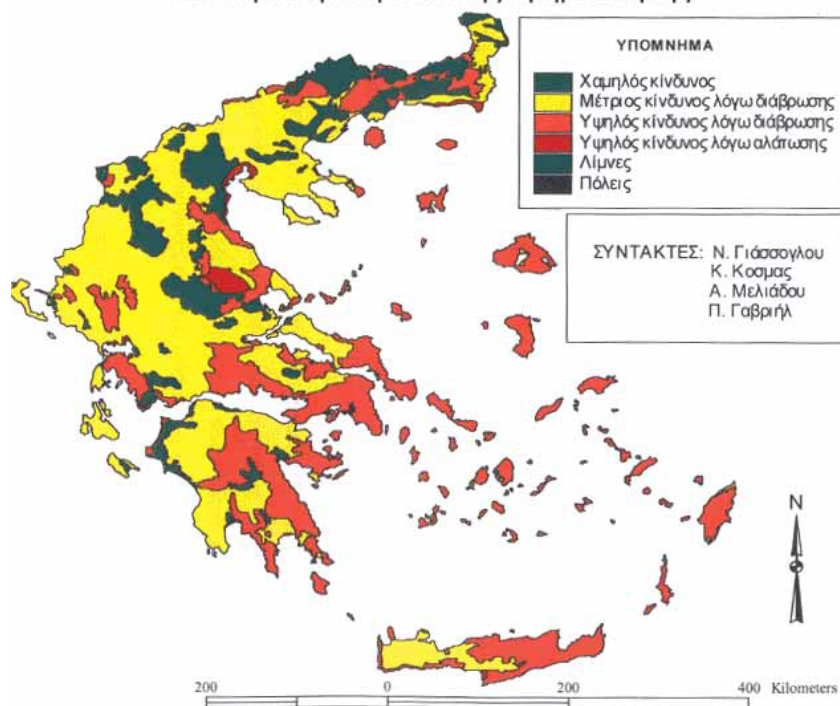 ΥΠΟΜΝΗΜΑ
Χαμηλός κίνδυνος
Μέτριος κίνδυνος λόγω διάβρωσης
Υψηλός κίνδυνος λόγω διάβρωσης
Υψηλός κίνδυνος λόγω αλάτωσης
Λίμνες
Πόλεις
ΣΥΝΤΑΚΤΕΣ: Ν. Γιάσσογλου
Κ. Κοσμας
Α. Μελιάδου
Π. Γαβριήλ
N
200 0 200 400 Kilometers